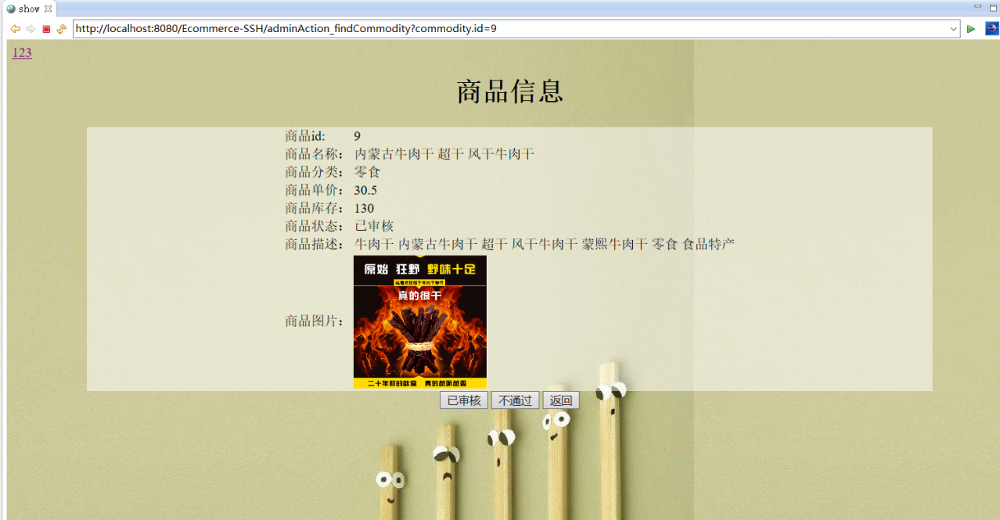 show
http://localhost:8080/Ecommerce-SSH/adminAction_findCommodity?commodity.id=9
123
商品信息
商品id: 9
商品名称: 内蒙古牛肉干 超干 风干牛肉干
商品分类: 零食
商品单价: 30.5
商品库存: 130
商品状态: 已审核
商品描述: 牛肉干 内蒙古牛肉干 超干 风干牛肉干 蒙熙牛肉干 零食 食品特产
原始 狂野 野味十足
真的很干
商品图片:
二十年前的味道 真的越嚼越香
已审核 不通过 返回